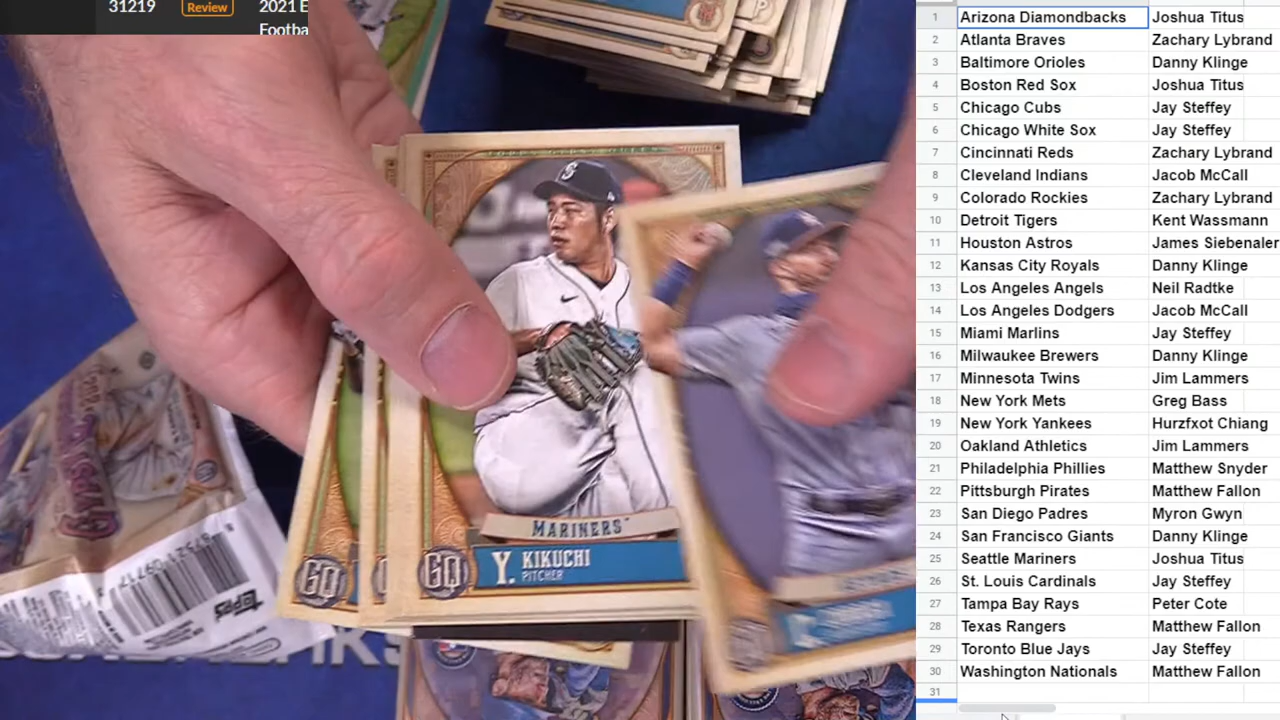 31219
Review
2021 E
Footba
MARINERS
Y. KIKUCHI
PITCHER
GQ
GQ
topps
1 Arizona Diamondbacks Joshua Titus
2 Atlanta Braves Zachary Lybrand
3 Baltimore Orioles Danny Klinge
4 Boston Red Sox Joshua Titus
5 Chicago Cubs Jay Steffey
6 Chicago White Sox Jay Steffey
7 Cincinnati Reds Zachary Lybrand
8 Cleveland Indians Jacob McCall
9 Colorado Rockies Zachary Lybrand
10 Detroit Tigers Kent Wassmann
11 Houston Astros James Siebenaler
12 Kansas City Royals Danny Klinge
13 Los Angeles Angels Neil Radtke
14 Los Angeles Dodgers Jacob McCall
15 Miami Marlins Jay Steffey
16 Milwaukee Brewers Danny Klinge
17 Minnesota Twins Jim Lammers
18 New York Mets Greg Bass
19 New York Yankees Hurzfxot Chiang
20 Oakland Athletics Jim Lammers
21 Philadelphia Phillies Matthew Snyder
22 Pittsburgh Pirates Matthew Fallon
23 San Diego Padres Myron Gwyn
24 San Francisco Giants Danny Klinge
25 Seattle Mariners Joshua Titus
26 St. Louis Cardinals Jay Steffey
27 Tampa Bay Rays Peter Cote
28 Texas Rangers Matthew Fallon
29 Toronto Blue Jays Jay Steffey
30 Washington Nationals Matthew Fallon
31